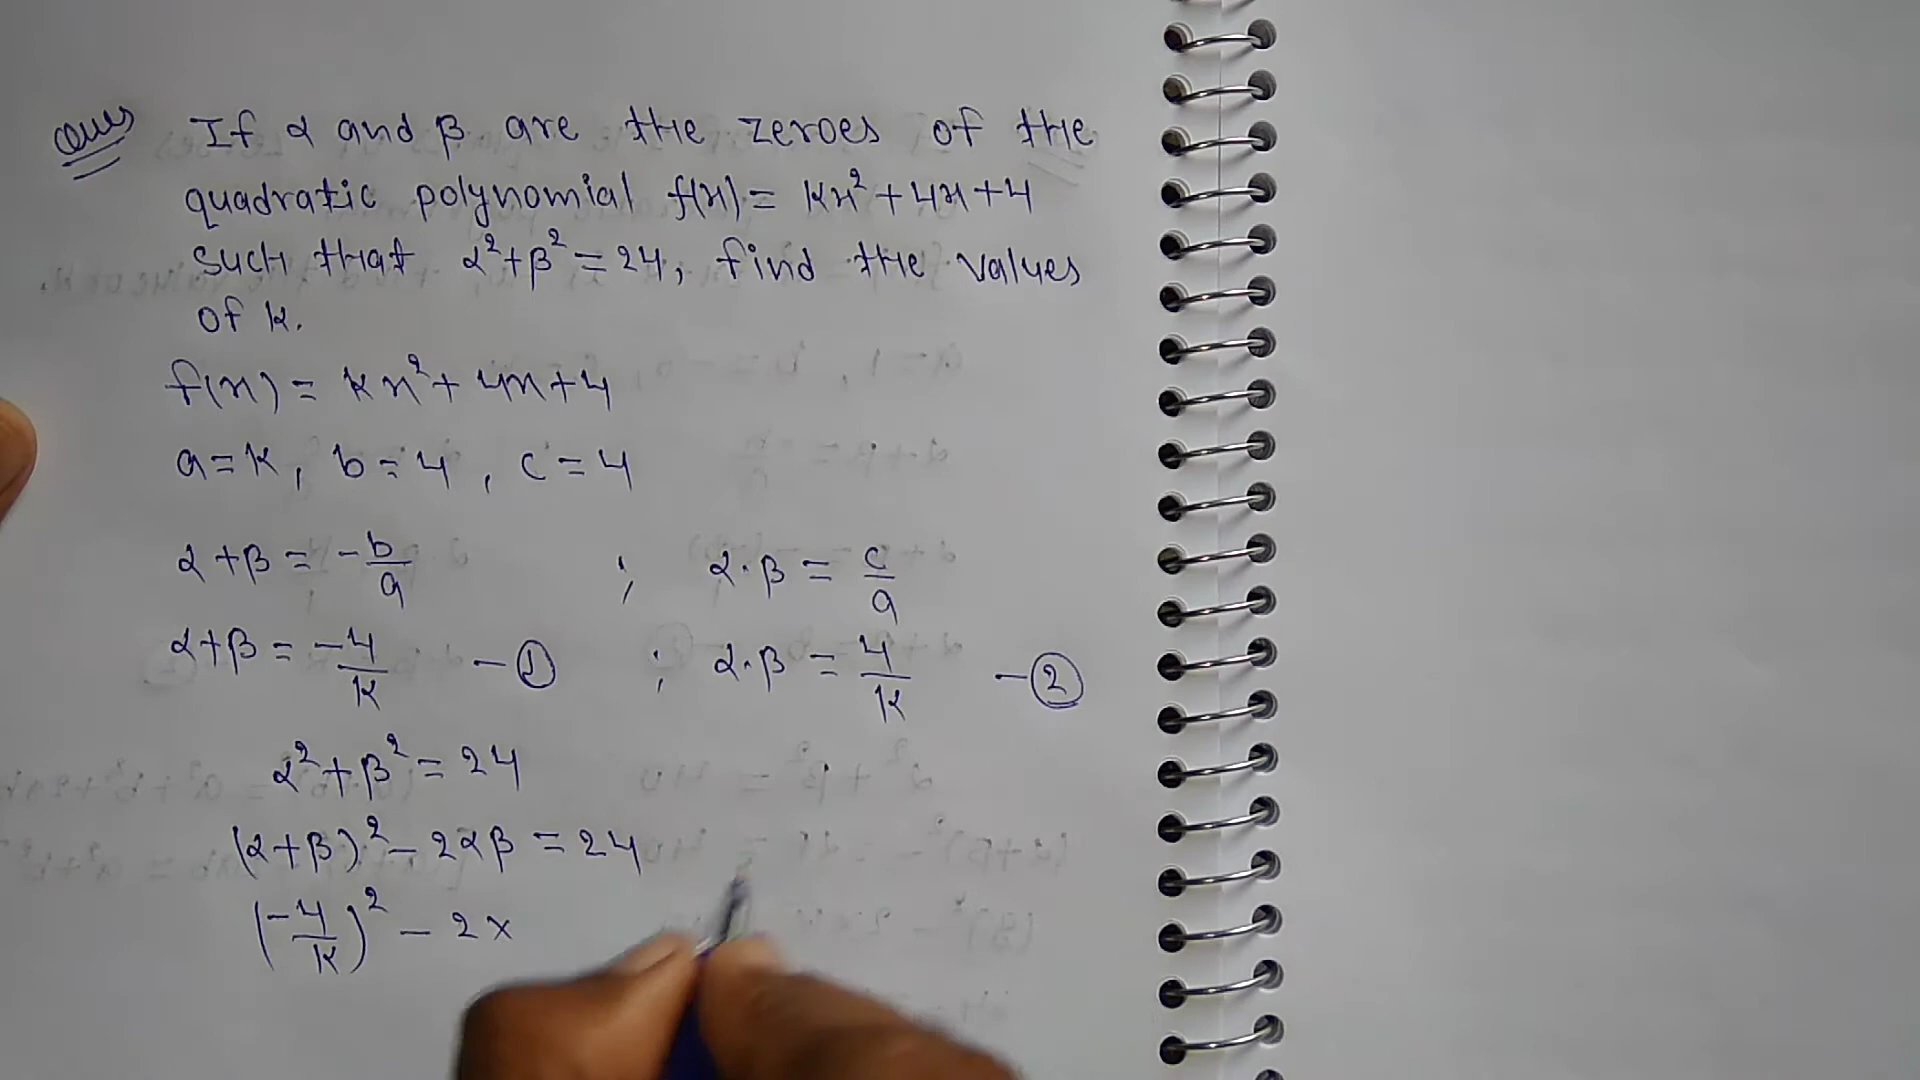 Ques If α and β are the zeroes of the
quadratic polynomial f(x) = kx² + 4x + 4
such that α² + β² = 24, find the values
of k.
f(x) = kx² + 4x + 4
a = k, b = 4, c = 4
α + β = -b/a ; α · β = c/a
α + β = -4/k - ① ; α · β = 4/k - ②
α² + β² = 24
(α + β)² - 2αβ = 24
(-4/k)² - 2 ×